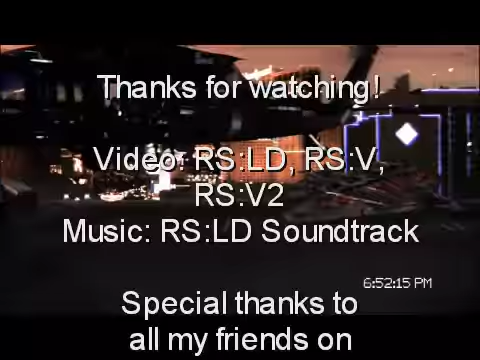 Thanks for watching!
Video: RS:LD, RS:V,
RS:V2
Music: RS:LD Soundtrack
6:52:15 PM
Special thanks to
all my friends on